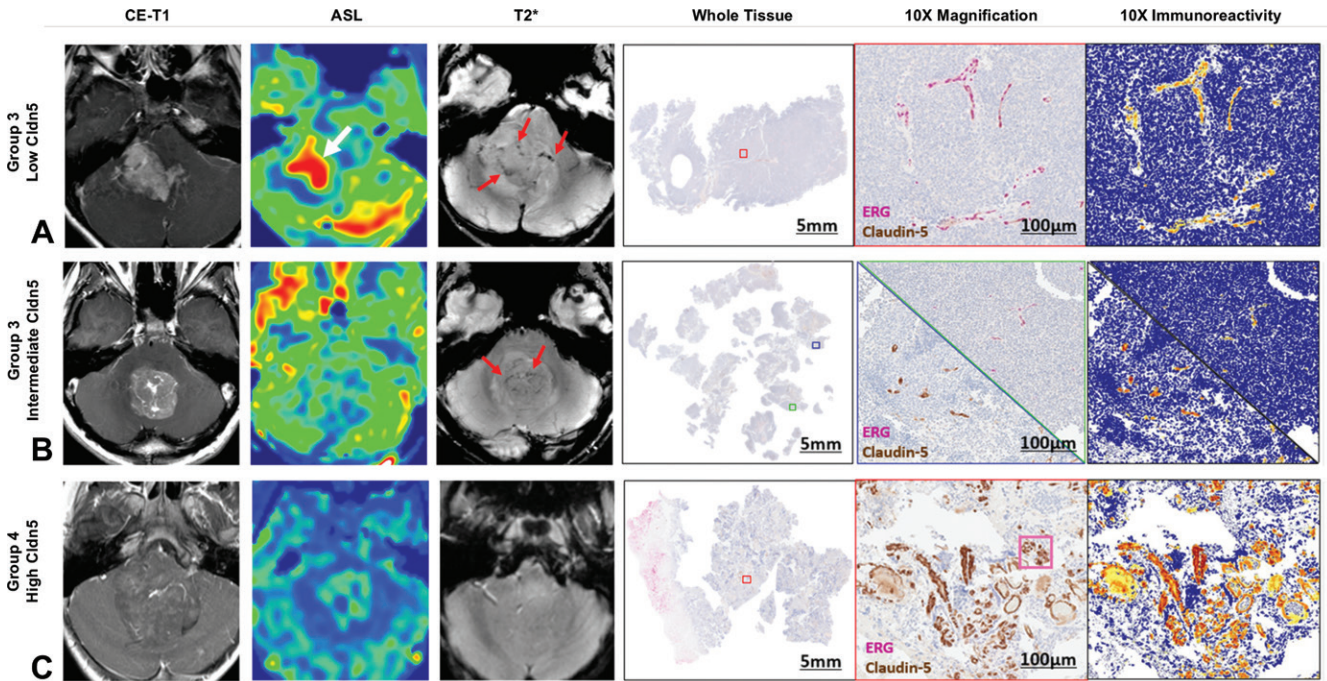 CE-T1 ASL T2* Whole Tissue 10X Magnification 10X Immunoreactivity
Group 3
Low Cldn5
A
5mm
ERG
Claudin-5
100µm
Group 3
Intermediate Cldn5
B
5mm
ERG
Claudin-5
100µm
Group 4
High Cldn5
C
5mm
ERG
Claudin-5
100µm